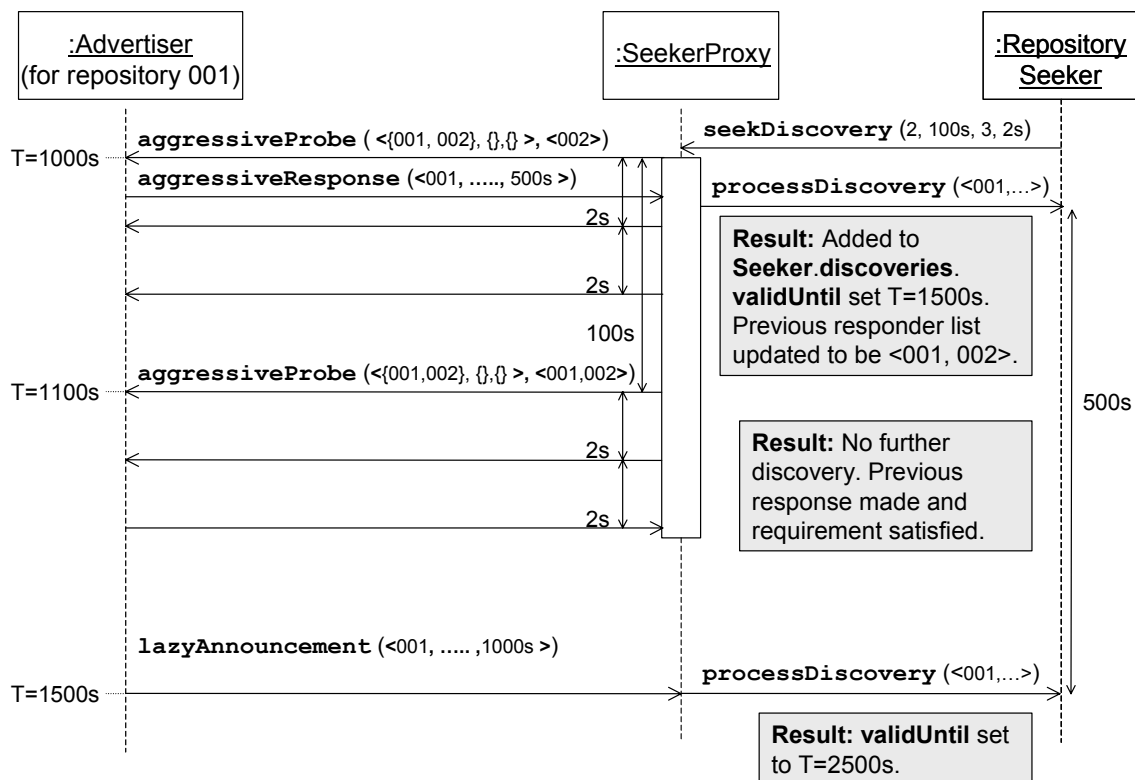 :Advertiser
(for repository 001)
:SeekerProxy
:Repository
Seeker
aggressiveProbe ( <{001, 002}, {},{} >, <002>)
seekDiscovery (2, 100s, 3, 2s)
T=1000s
aggressiveResponse (<001, ….., 500s >)
processDiscovery (<001,…>)
2s
Result: Added to
Seeker.discoveries.
validUntil set T=1500s.
Previous responder list
updated to be <001, 002>.
2s
100s
aggressiveProbe (<{001,002}, {},{} >, <001,002>)
T=1100s
500s
2s
Result: No further
discovery. Previous
response made and
requirement satisfied.
2s
lazyAnnouncement (<001, ….. ,1000s >)
processDiscovery (<001,…>)
T=1500s
Result: validUntil set
to T=2500s.